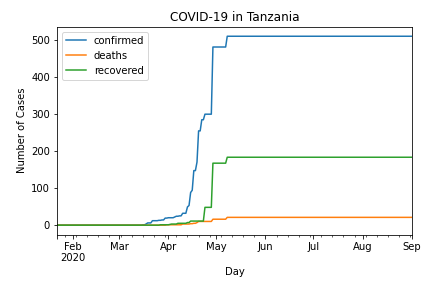 COVID-19 in Tanzania
confirmed
deaths
recovered
Number of Cases
500
400
300
200
100
0
Feb Mar Apr May Jun Jul Aug Sep
2020
Day